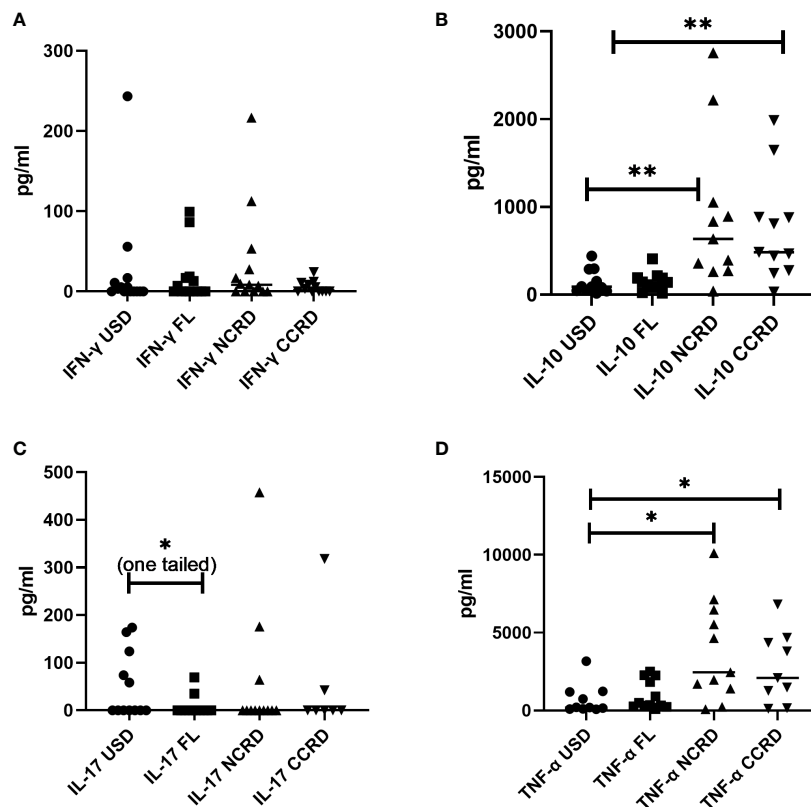 A
300
200
100
0
pg/ml
IFN-γ USD
IFN-γ FL
IFN-γ NCRD
IFN-γ CCRD
B
3000
2000
1000
0
pg/ml
**
**
IL-10 USD
IL-10 FL
IL-10 NCRD
IL-10 CCRD
C
500
400
300
200
100
0
pg/ml
*
(one tailed)
IL-17 USD
IL-17 FL
IL-17 NCRD
IL-17 CCRD
D
15000
10000
5000
0
pg/ml
*
*
TNF-α USD
TNF-α FL
TNF-α NCRD
TNF-α CCRD